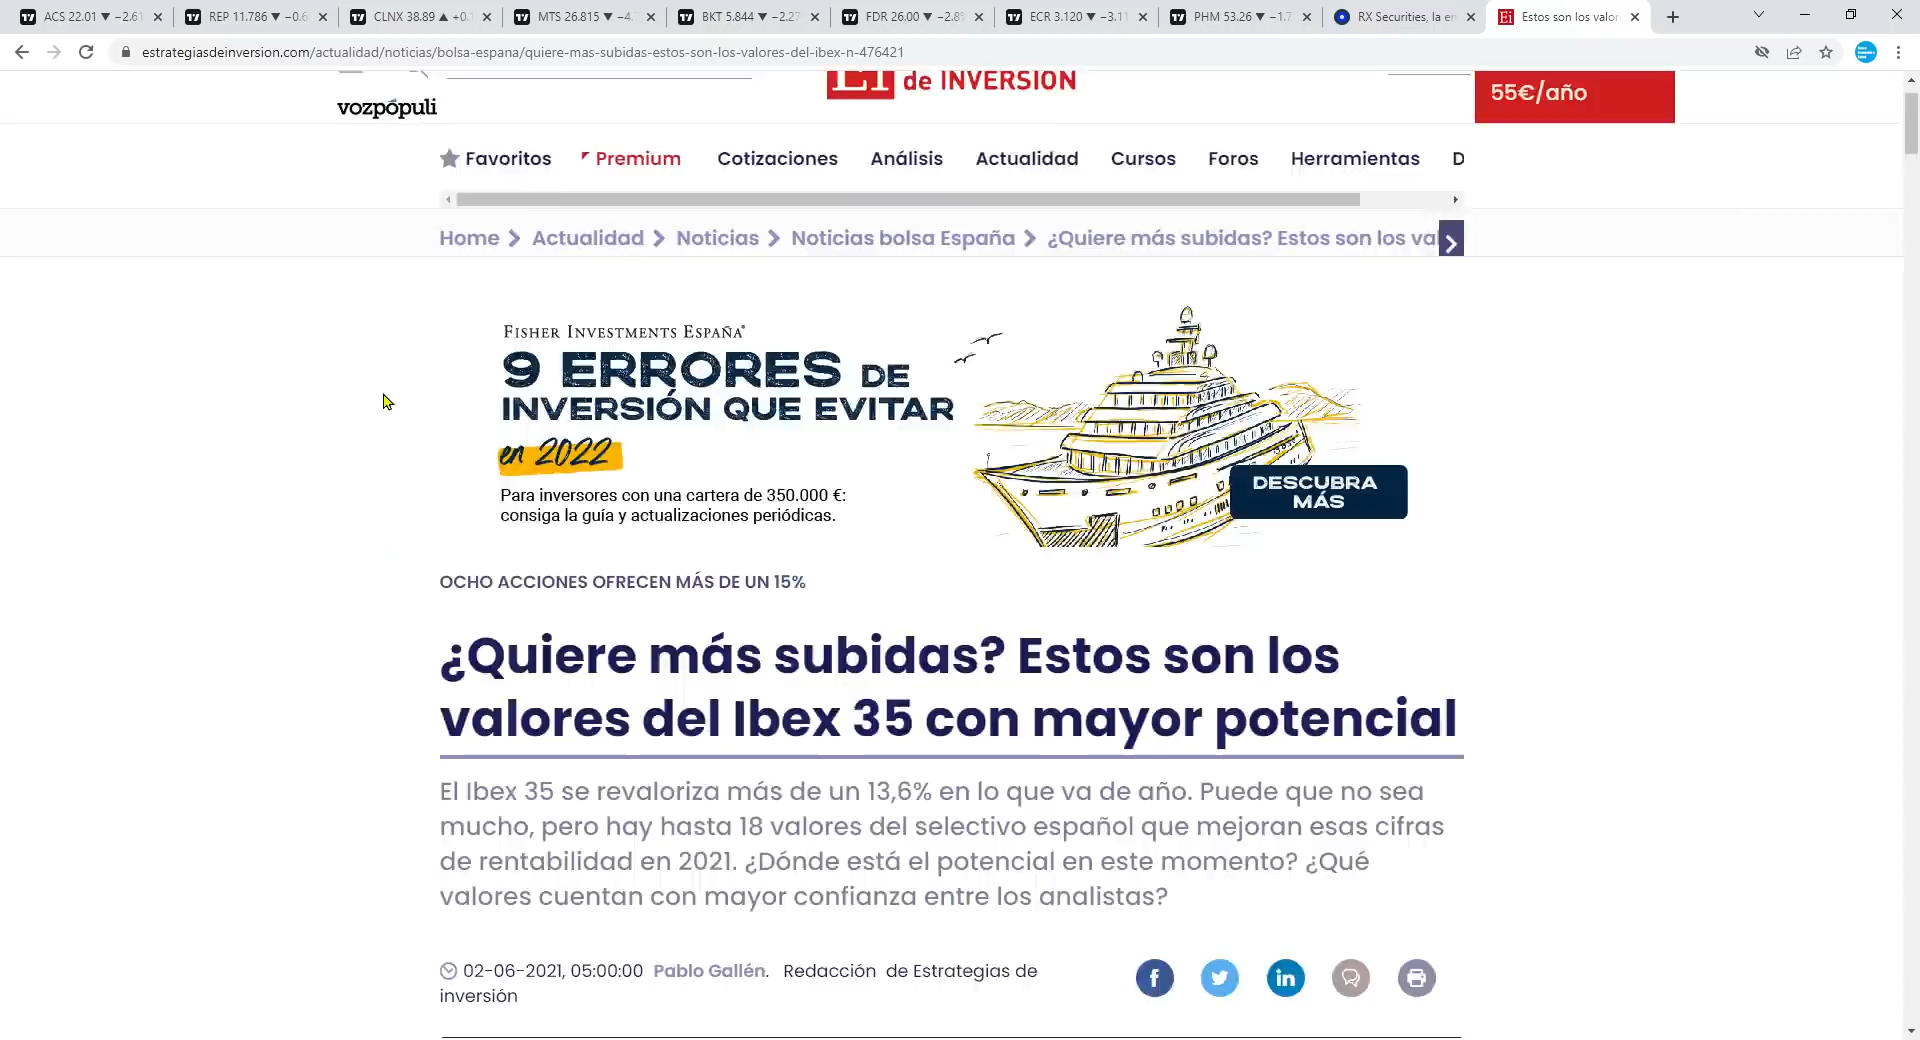 ACS 22.01 ▼ −2.61
REP 11.786 ▼ −0.6
CLNX 38.89 ▲ +0.1
MTS 26.815 ▼ −4.
BKT 5.844 ▼ −2.27
FDR 26.00 ▼ −2.8
ECR 3.120 ▼ −3.11
PHM 53.26 ▼ −1.7
RX Securities, la e
Estos son los valor
estrategiasdeinversion.com/actualidad/noticias/bolsa-espana/quiere-mas-subidas-estos-son-los-valores-del-ibex-n-476421
Ei de INVERSIÓN
55€/año
vozpópuli
Favoritos Premium Cotizaciones Análisis Actualidad Cursos Foros Herramientas D
Home Actualidad Noticias Noticias bolsa España ¿Quiere más subidas? Estos son los val
FISHER INVESTMENTS ESPAÑA®
9 ERRORES DE
INVERSIÓN QUE EVITAR
en 2022
Para inversores con una cartera de 350.000 €:
consiga la guía y actualizaciones periódicas.
DESCUBRA
MÁS
OCHO ACCIONES OFRECEN MÁS DE UN 15%
¿Quiere más subidas? Estos son los
valores del Ibex 35 con mayor potencial
El Ibex 35 se revaloriza más de un 13,6% en lo que va de año. Puede que no sea
mucho, pero hay hasta 18 valores del selectivo español que mejoran esas cifras
de rentabilidad en 2021. ¿Dónde está el potencial en este momento? ¿Qué
valores cuentan con mayor confianza entre los analistas?
02-06-2021, 05:00:00 Pablo Gallén. Redacción de Estrategias de
inversión